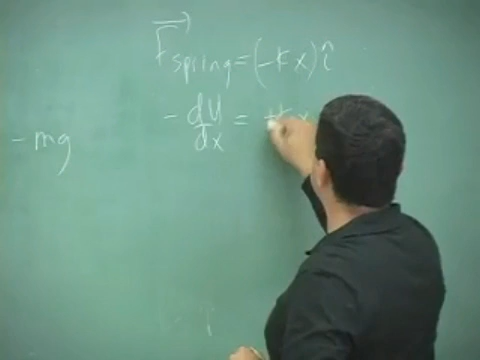 F⃗spring = (-kx) î
- dU/dx = +kx
- mg